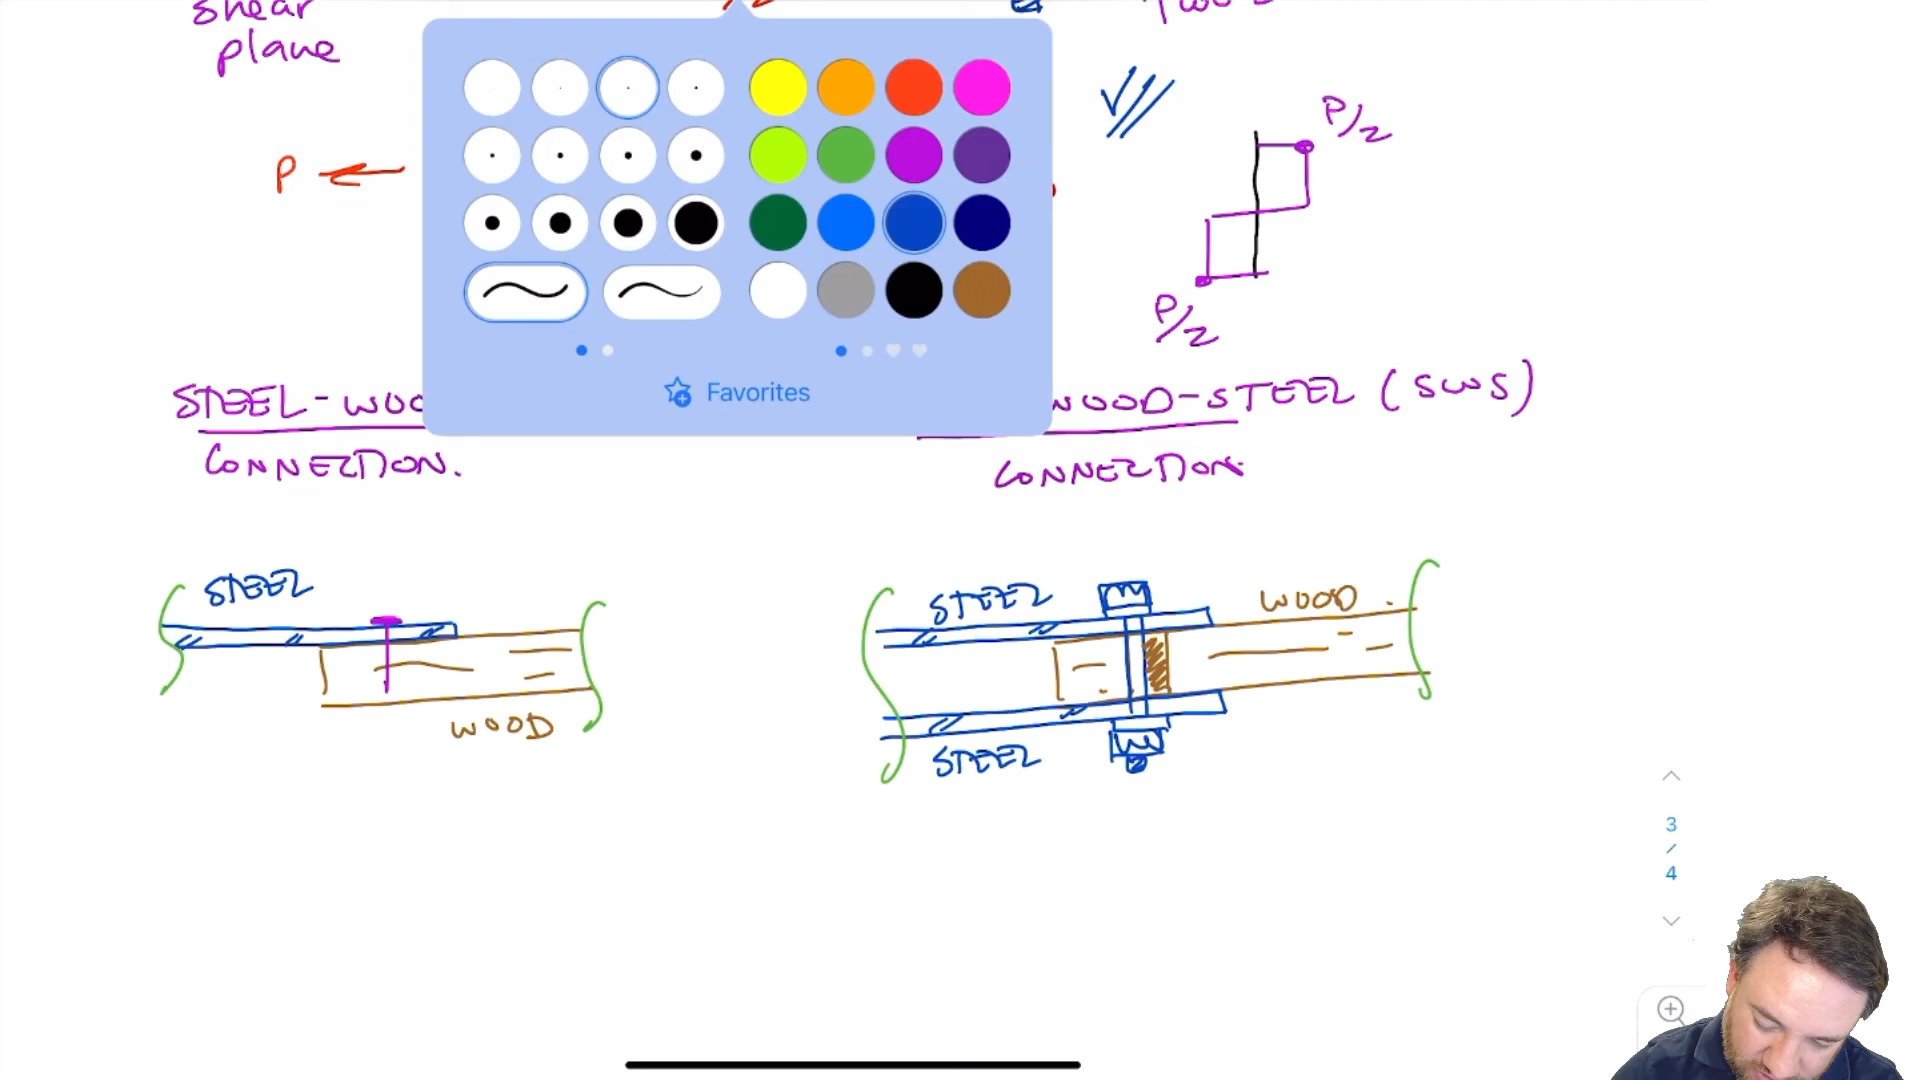 shear
plane
P
P/2
P/2
Favorites
STEEL-WOO
WOOD-STEEL (SWS)
CONNECTION.
CONNECTION
STEEL
WOOD
STEEL
WOOD
STEEL
3
/
4